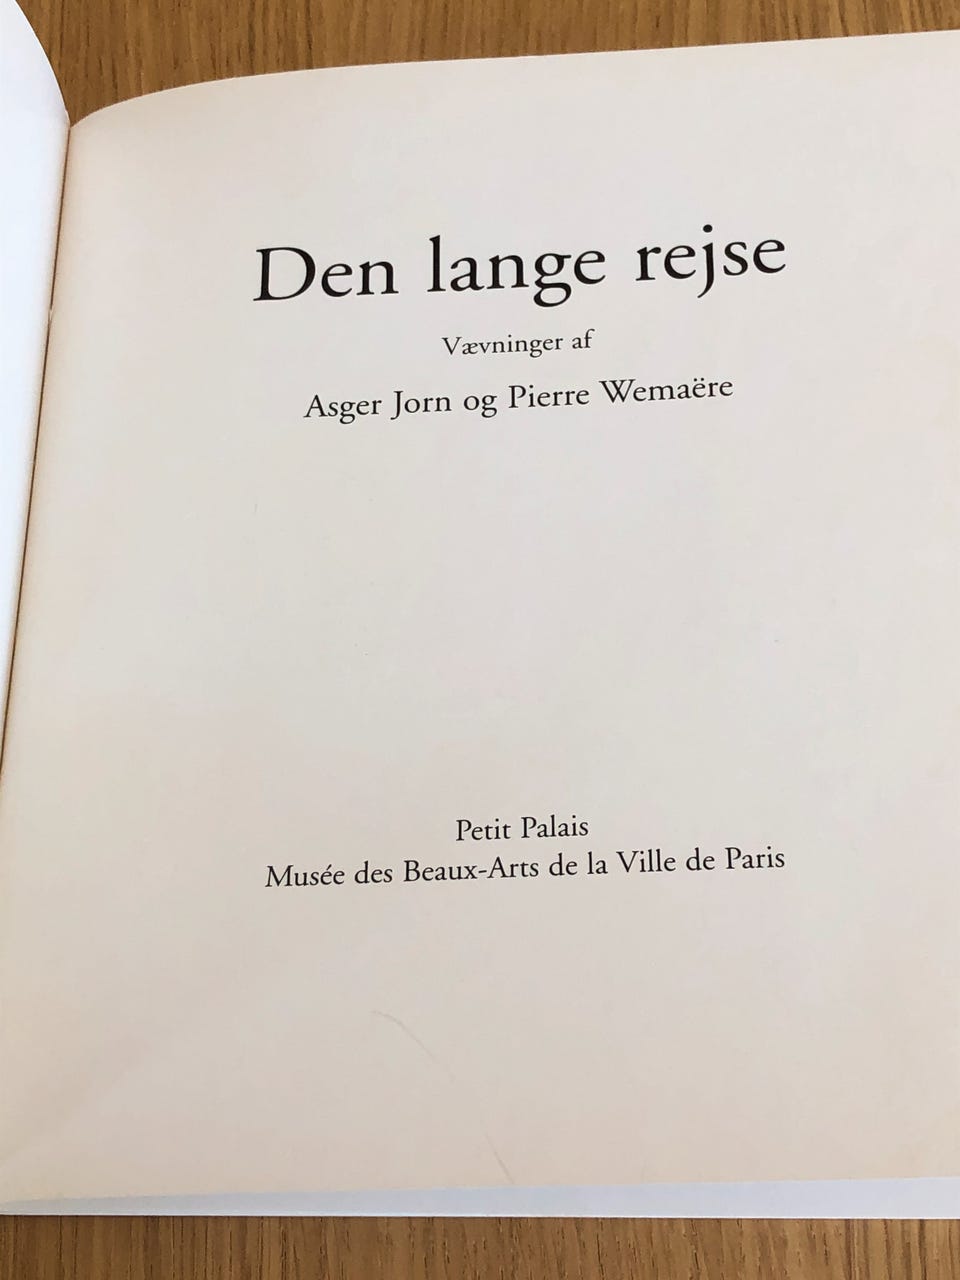 Den lange rejse
Vævninger af
Asger Jorn og Pierre Wemaëre
Petit Palais
Musée des Beaux-Arts de la Ville de Paris